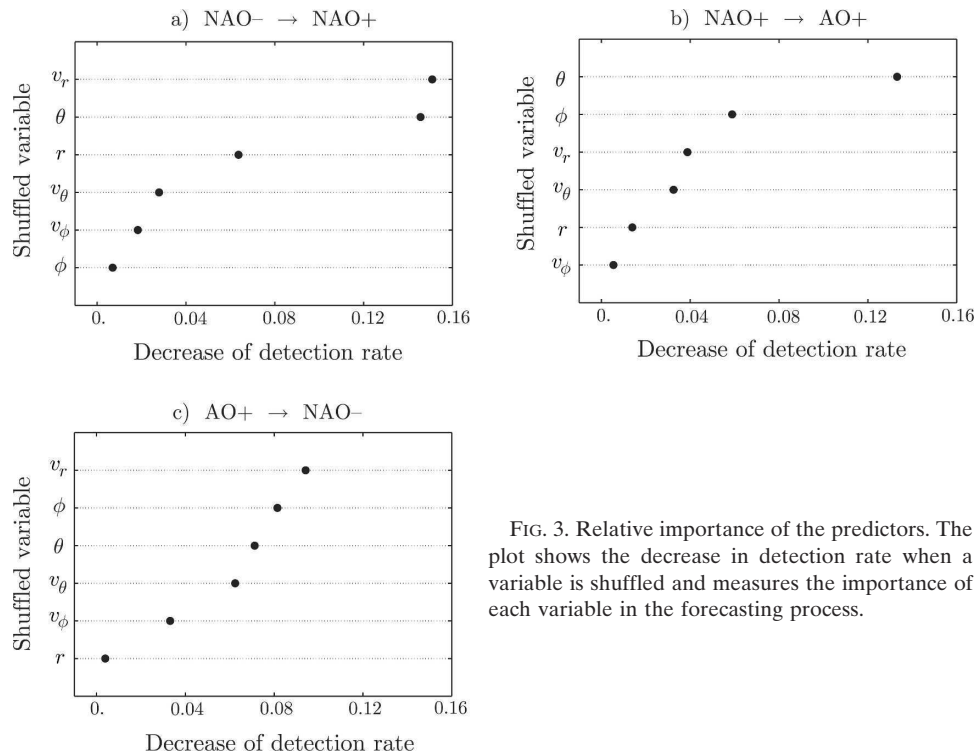 a) NAO– → NAO+
Shuffled variable
v_r
θ
r
v_θ
v_ϕ
ϕ
0. 0.04 0.08 0.12 0.16
Decrease of detection rate
b) NAO+ → AO+
Shuffled variable
θ
ϕ
v_r
v_θ
r
v_ϕ
0. 0.04 0.08 0.12 0.16
Decrease of detection rate
c) AO+ → NAO–
Shuffled variable
v_r
ϕ
θ
v_θ
v_ϕ
r
0. 0.04 0.08 0.12 0.16
Decrease of detection rate
FIG. 3. Relative importance of the predictors. The
plot shows the decrease in detection rate when a
variable is shuffled and measures the importance of
each variable in the forecasting process.